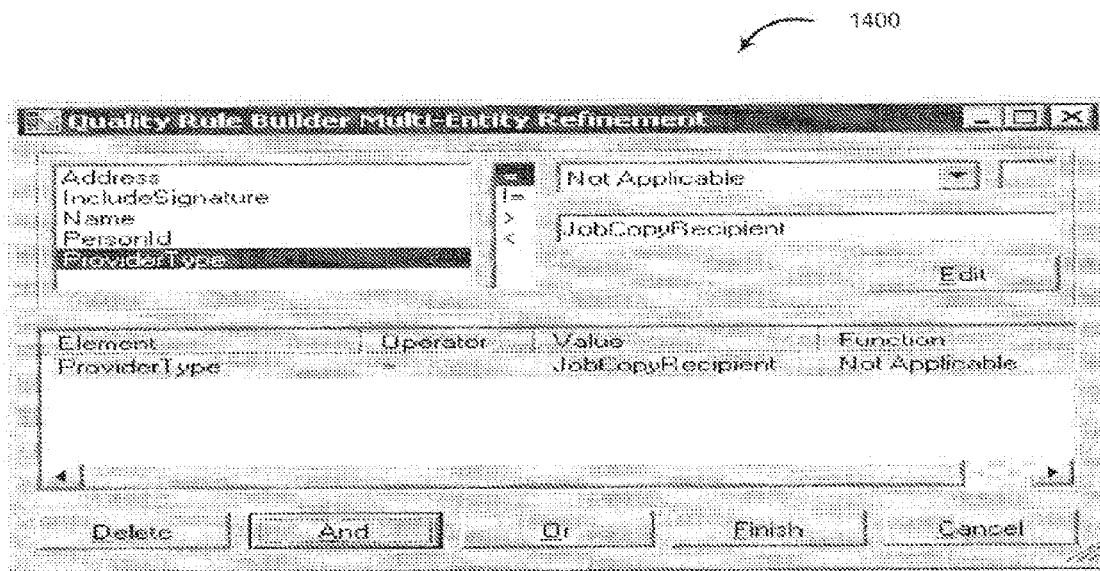 1400
Quality Rule Builder Multi-Entity Refinement
Address
IncludeSignature
Name
PersonId
ProviderType
=
!=
>
<
Not Applicable
JobCopyRecipient
Edit
Element Operator Value Function
ProviderType = JobCopyRecipient Not Applicable
Delete And Or Finish Cancel